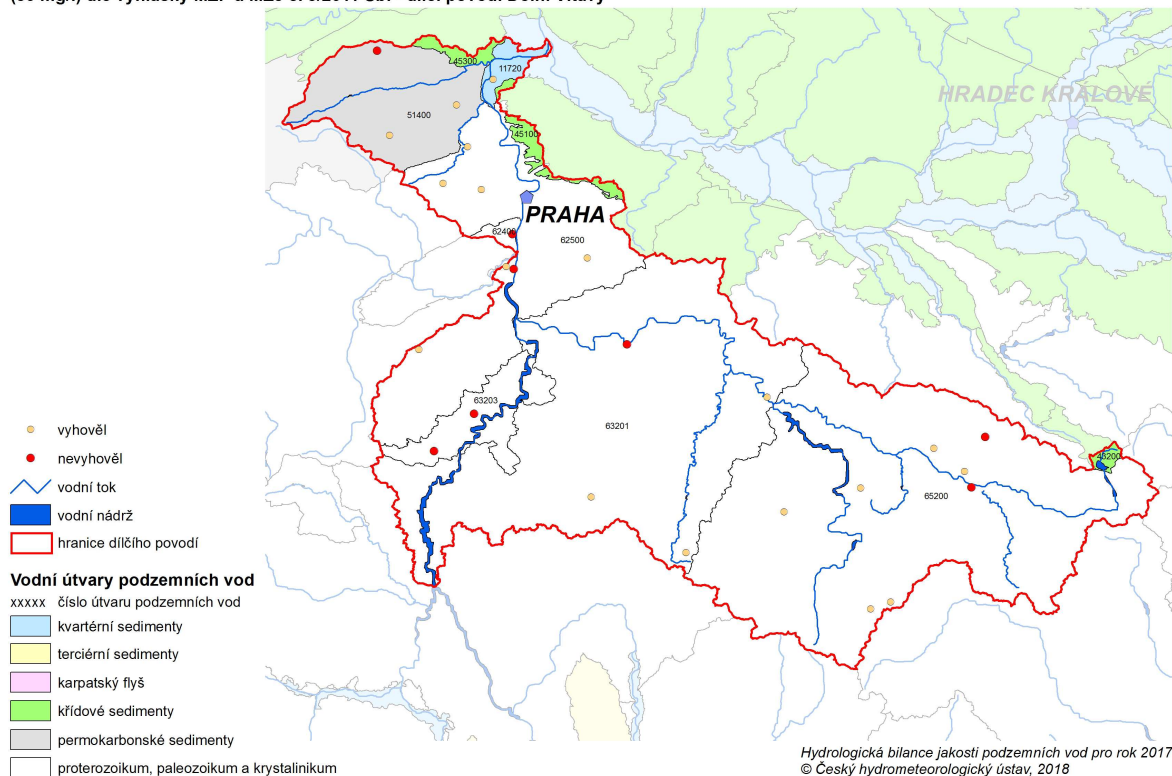 HRADEC KRÁLOVÉ
45300
11720
51400
45100
PRAHA
62400
62500
63203
63201
65200
vyhověl
nevyhověl
vodní tok
vodní nádrž
hranice dílčího povodí
Vodní útvary podzemních vod
xxxxx číslo útvaru podzemních vod
kvartérní sedimenty
terciérní sedimenty
karpatský flyš
křídové sedimenty
permokarbonské sedimenty
proterozoikum, paleozoikum a krystalinikum
Hydrologická bilance jakosti podzemních vod pro rok 2017
© Český hydrometeorologický ústav, 2018